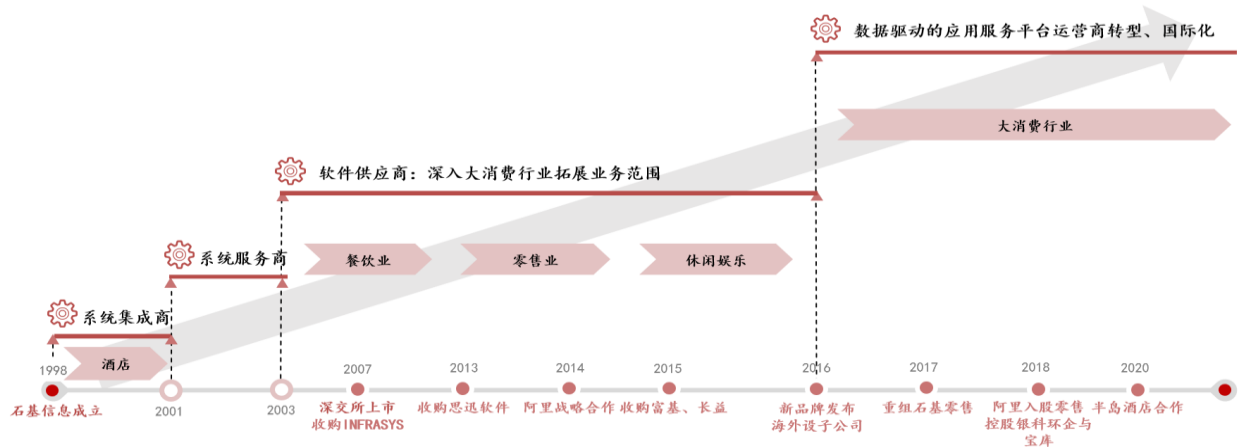 数据驱动的应用服务平台运营商转型、国际化
大消费行业
软件供应商：深入大消费行业拓展业务范围
系统服务商
餐饮业
零售业
休闲娱乐
系统集成商
酒店
1998
石基信息成立
2001
2003
2007
深交所上市
收购INFRASYS
2013
收购思迅软件
2014
阿里战略合作
2015
收购富基、长益
2016
新品牌发布
海外设子公司
2017
重组石基零售
2018
阿里入股零售
控股银科环企与
宝库
2020
半岛酒店合作